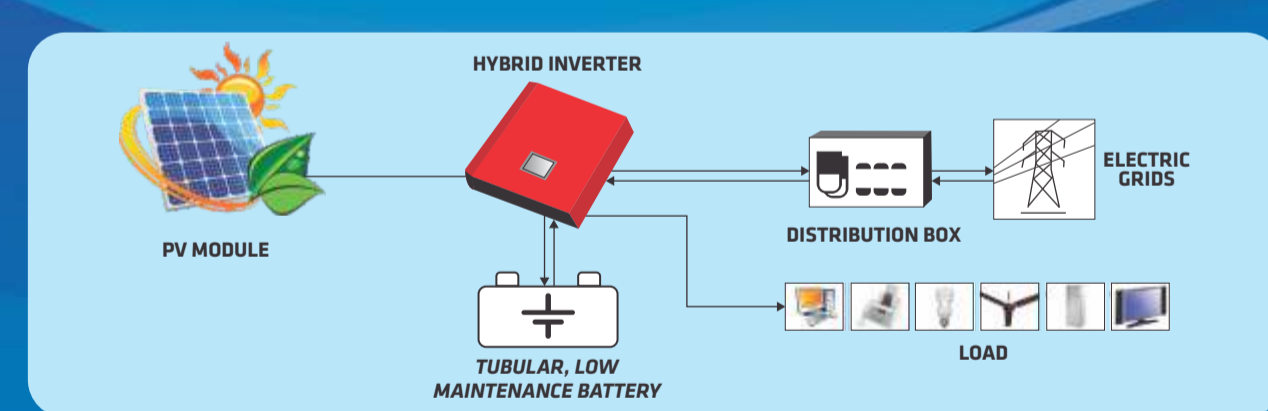 HYBRID INVERTER
ELECTRIC
GRIDS
PV MODULE
DISTRIBUTION BOX
LOAD
TUBULAR, LOW
MAINTENANCE BATTERY